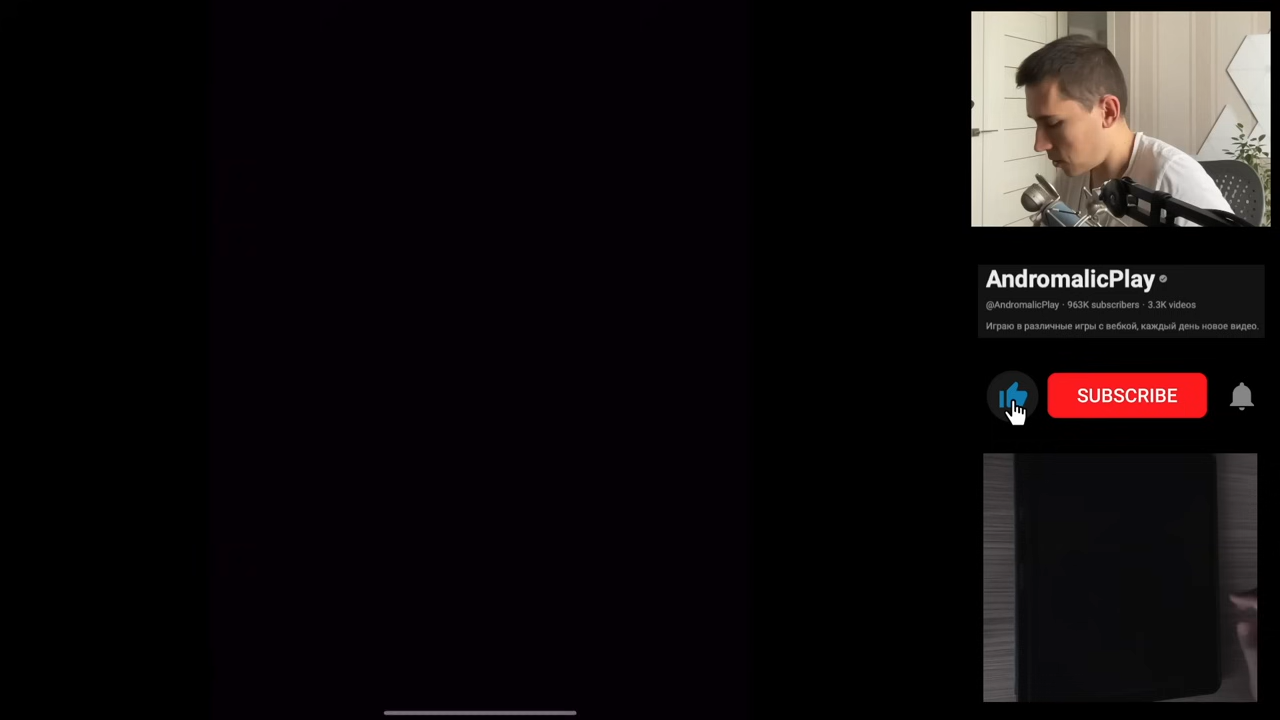 AndromalicPlay
@AndromalicPlay · 963K subscribers · 3.3K videos
Играю в различные игры с вебкой, каждый день новое видео.
SUBSCRIBE